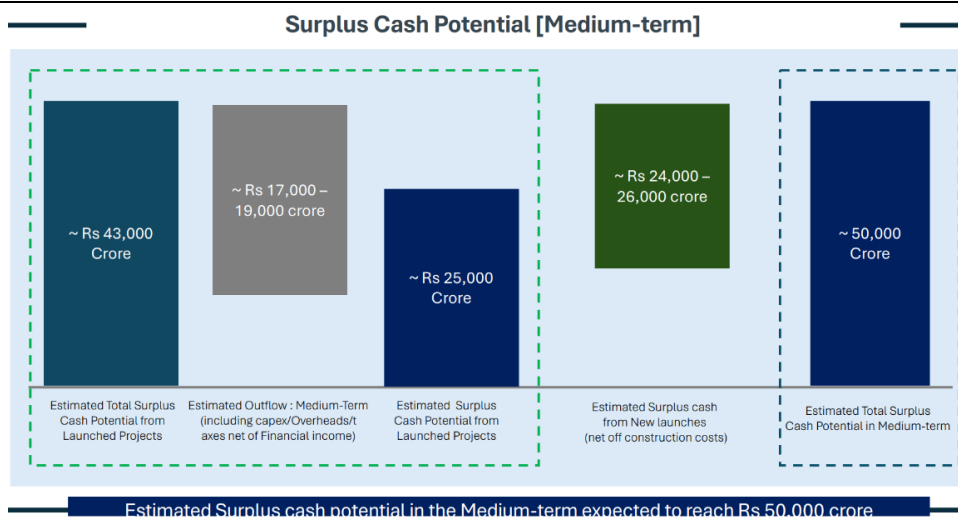 Surplus Cash Potential [Medium-term]
~ Rs 43,000
Crore
~ Rs 17,000 –
19,000 crore
~ Rs 25,000
Crore
~ Rs 24,000 –
26,000 crore
~ 50,000
Crore
Estimated Total Surplus
Cash Potential from
Launched Projects
Estimated Outflow : Medium-Term
(including capex/Overheads/t
axes net of Financial income)
Estimated Surplus
Cash Potential from
Launched Projects
Estimated Surplus cash
from New launches
(net off construction costs)
Estimated Total Surplus
Cash Potential in Medium-term
Estimated Surplus cash potential in the Medium-term expected to reach Rs 50,000 crore